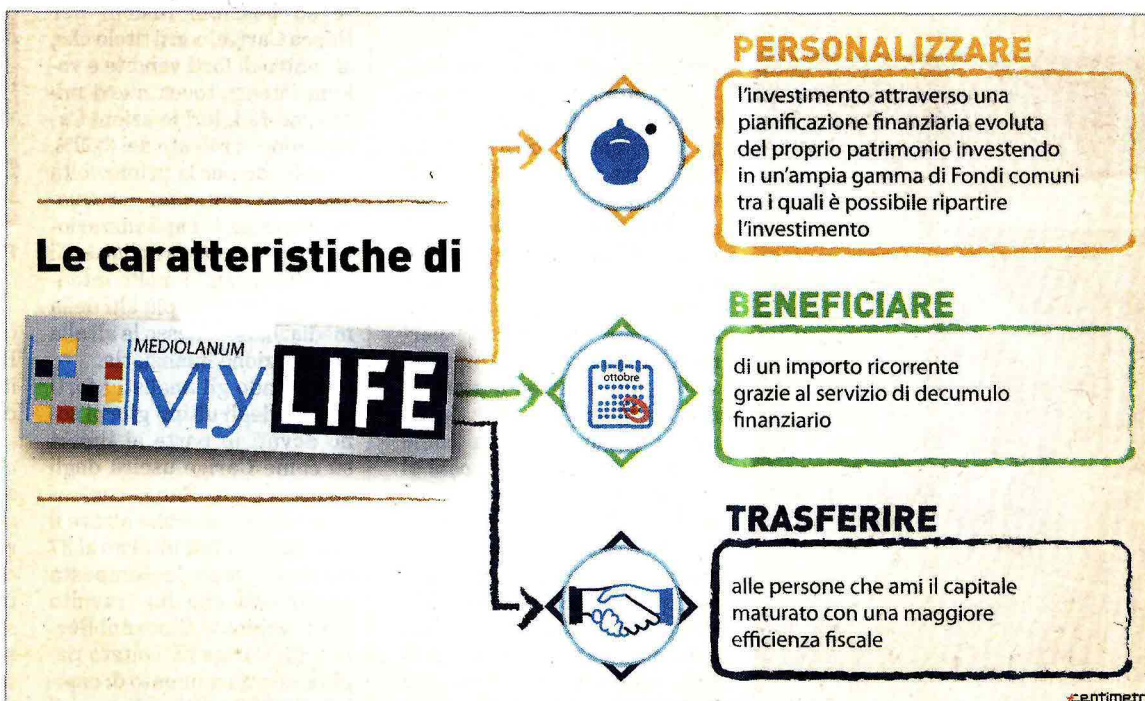 Le caratteristiche di
MEDIOLANUM
My LIFE
PERSONALIZZARE
l'investimento attraverso una
pianificazione finanziaria evoluta
del proprio patrimonio investendo
in un'ampia gamma di Fondi comuni
tra i quali è possibile ripartire
l'investimento
BENEFICIARE
ottobre
di un importo ricorrente
grazie al servizio di decumulo
finanziario
TRASFERIRE
alle persone che ami il capitale
maturato con una maggiore
efficienza fiscale